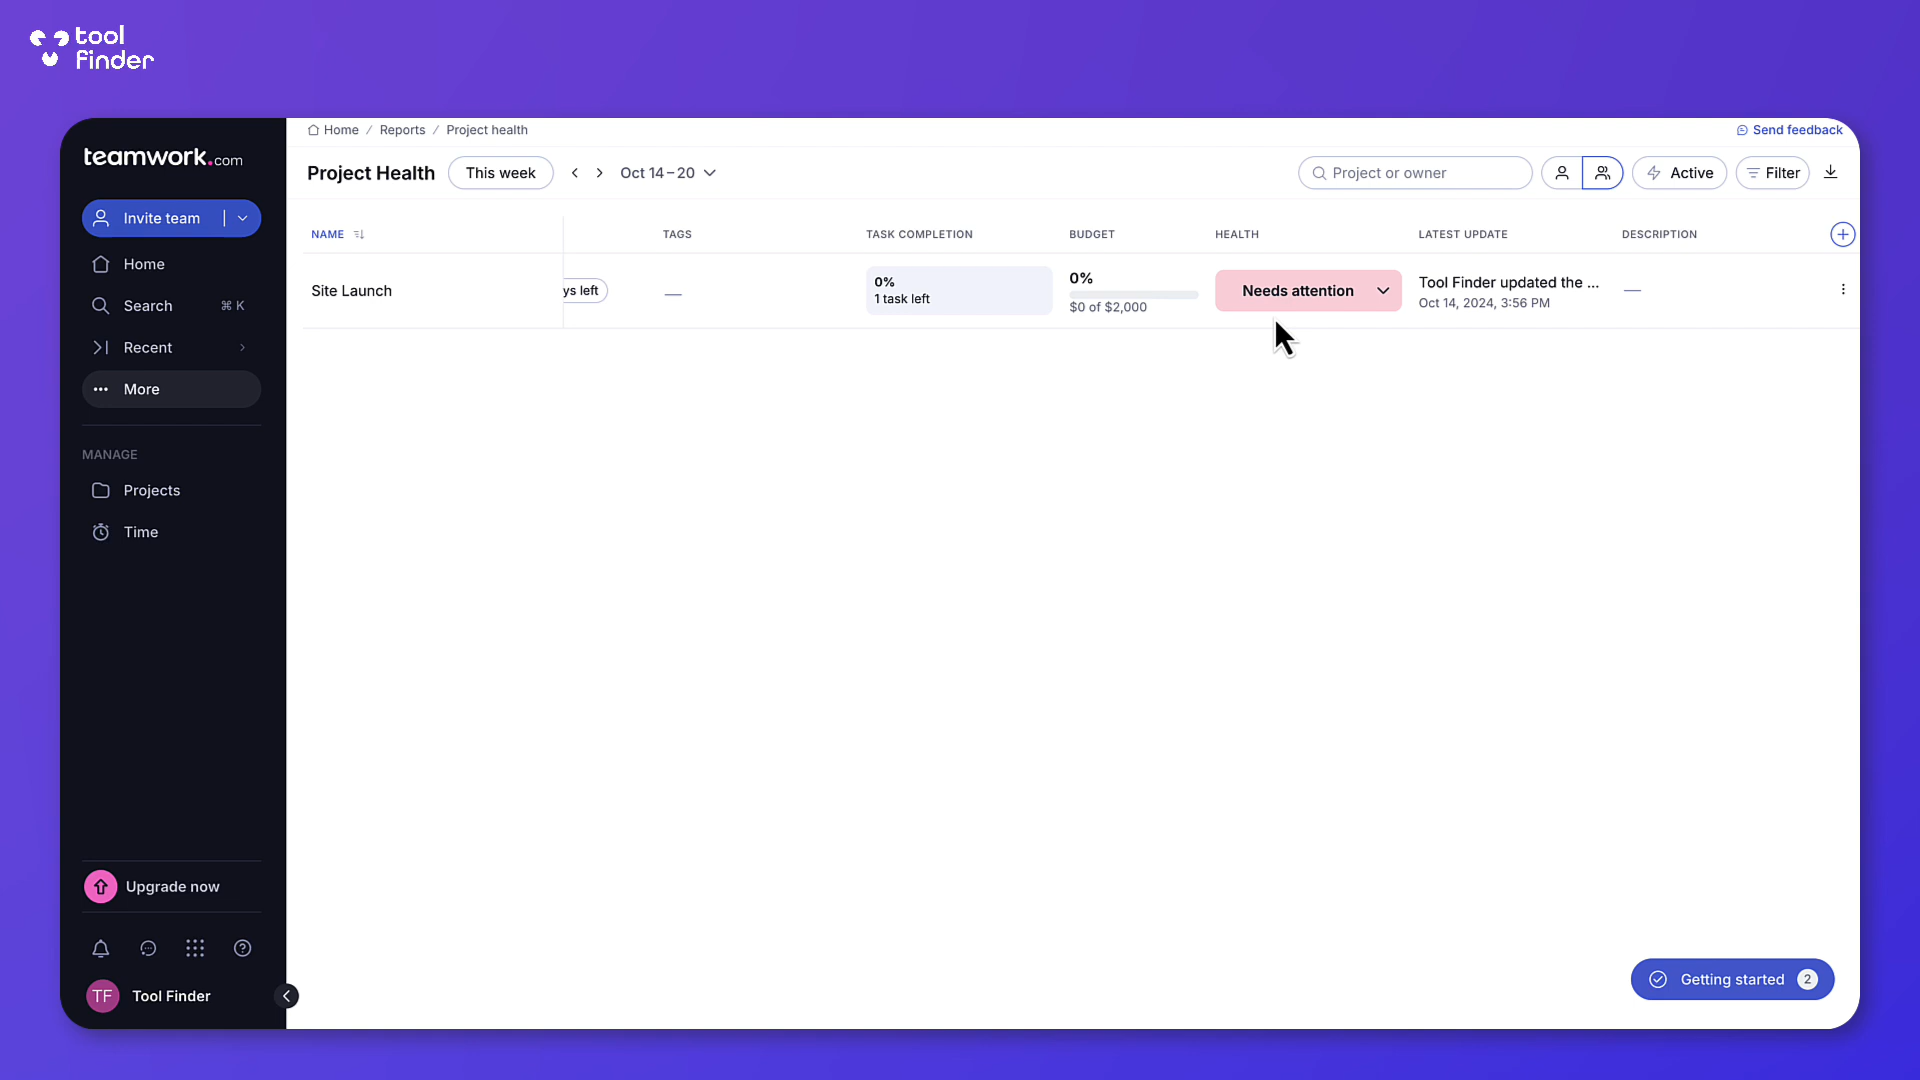 tool
finder
teamwork.com
Invite team
Home
Search ⌘ K
Recent
More
MANAGE
Projects
Time
Upgrade now
TF Tool Finder
Home / Reports / Project health
Send feedback
Project Health This week Oct 14 – 20 Project or owner Active Filter
NAME TAGS TASK COMPLETION BUDGET HEALTH LATEST UPDATE DESCRIPTION
Site Launch
ys left
—
0%
1 task left
0%
$0 of $2,000
Needs attention
Tool Finder updated the ...
Oct 14, 2024, 3:56 PM
—
Getting started 2